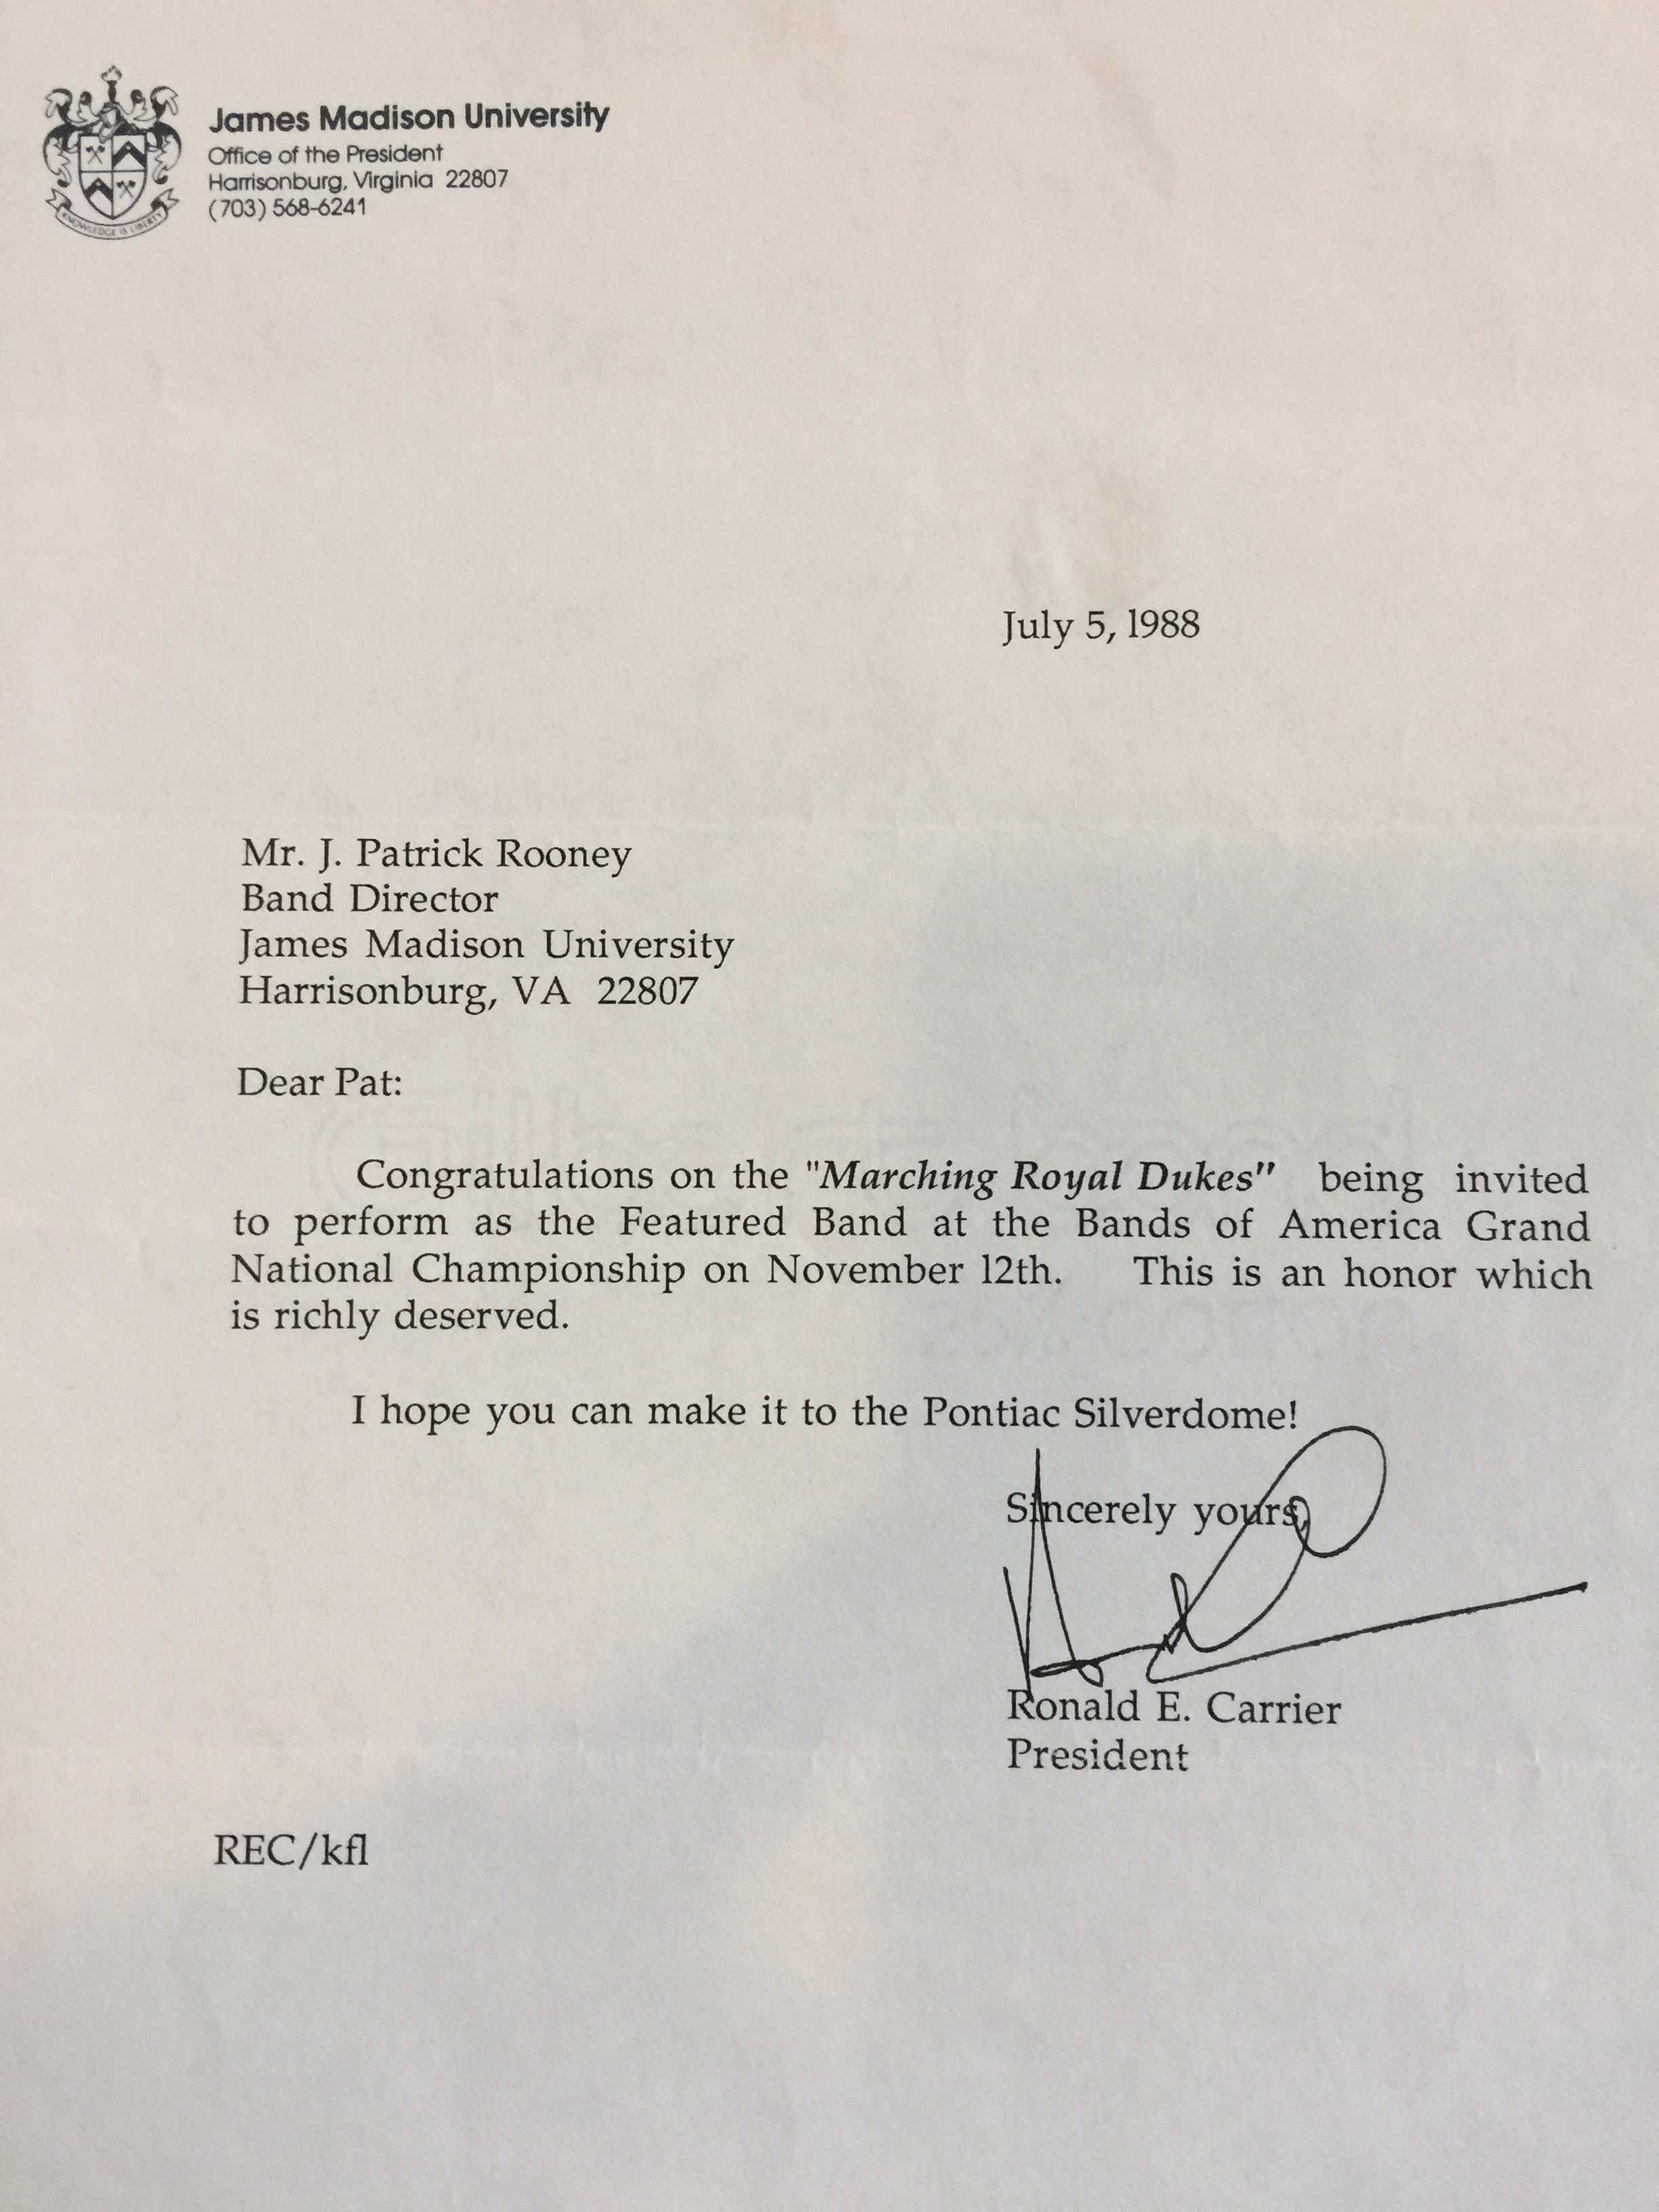 James Madison University
Office of the President
Harrisonburg, Virginia 22807
(703) 568-6241
KNOWLEDGE IS LIBERTY
July 5, 1988
Mr. J. Patrick Rooney
Band Director
James Madison University
Harrisonburg, VA 22807
Dear Pat:
Congratulations on the "Marching Royal Dukes" being invited
to perform as the Featured Band at the Bands of America Grand
National Championship on November 12th. This is an honor which
is richly deserved.
I hope you can make it to the Pontiac Silverdome!
Sincerely yours,
Ronald E. Carrier
President
REC/kfl